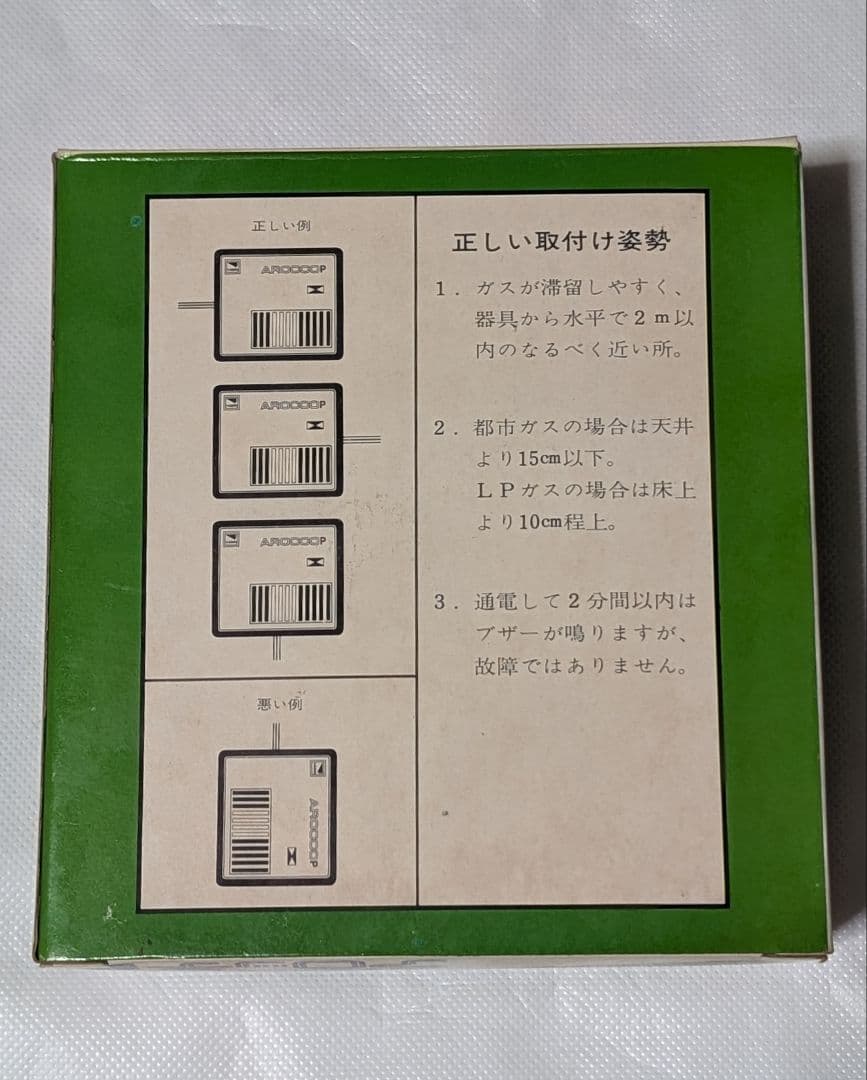 正しい例
AROCOCOP
AROCOCOP
AROCOCOP
悪い例
AROCOCOP
正しい取付け姿勢
1．ガスが滞留しやすく、
器具から水平で2m以
内のなるべく近い所。
2．都市ガスの場合は天井
より15cm以下。
LPガスの場合は床上
より10cm程上。
3．通電して2分間以内は
ブザーが鳴りますが、
故障ではありません。